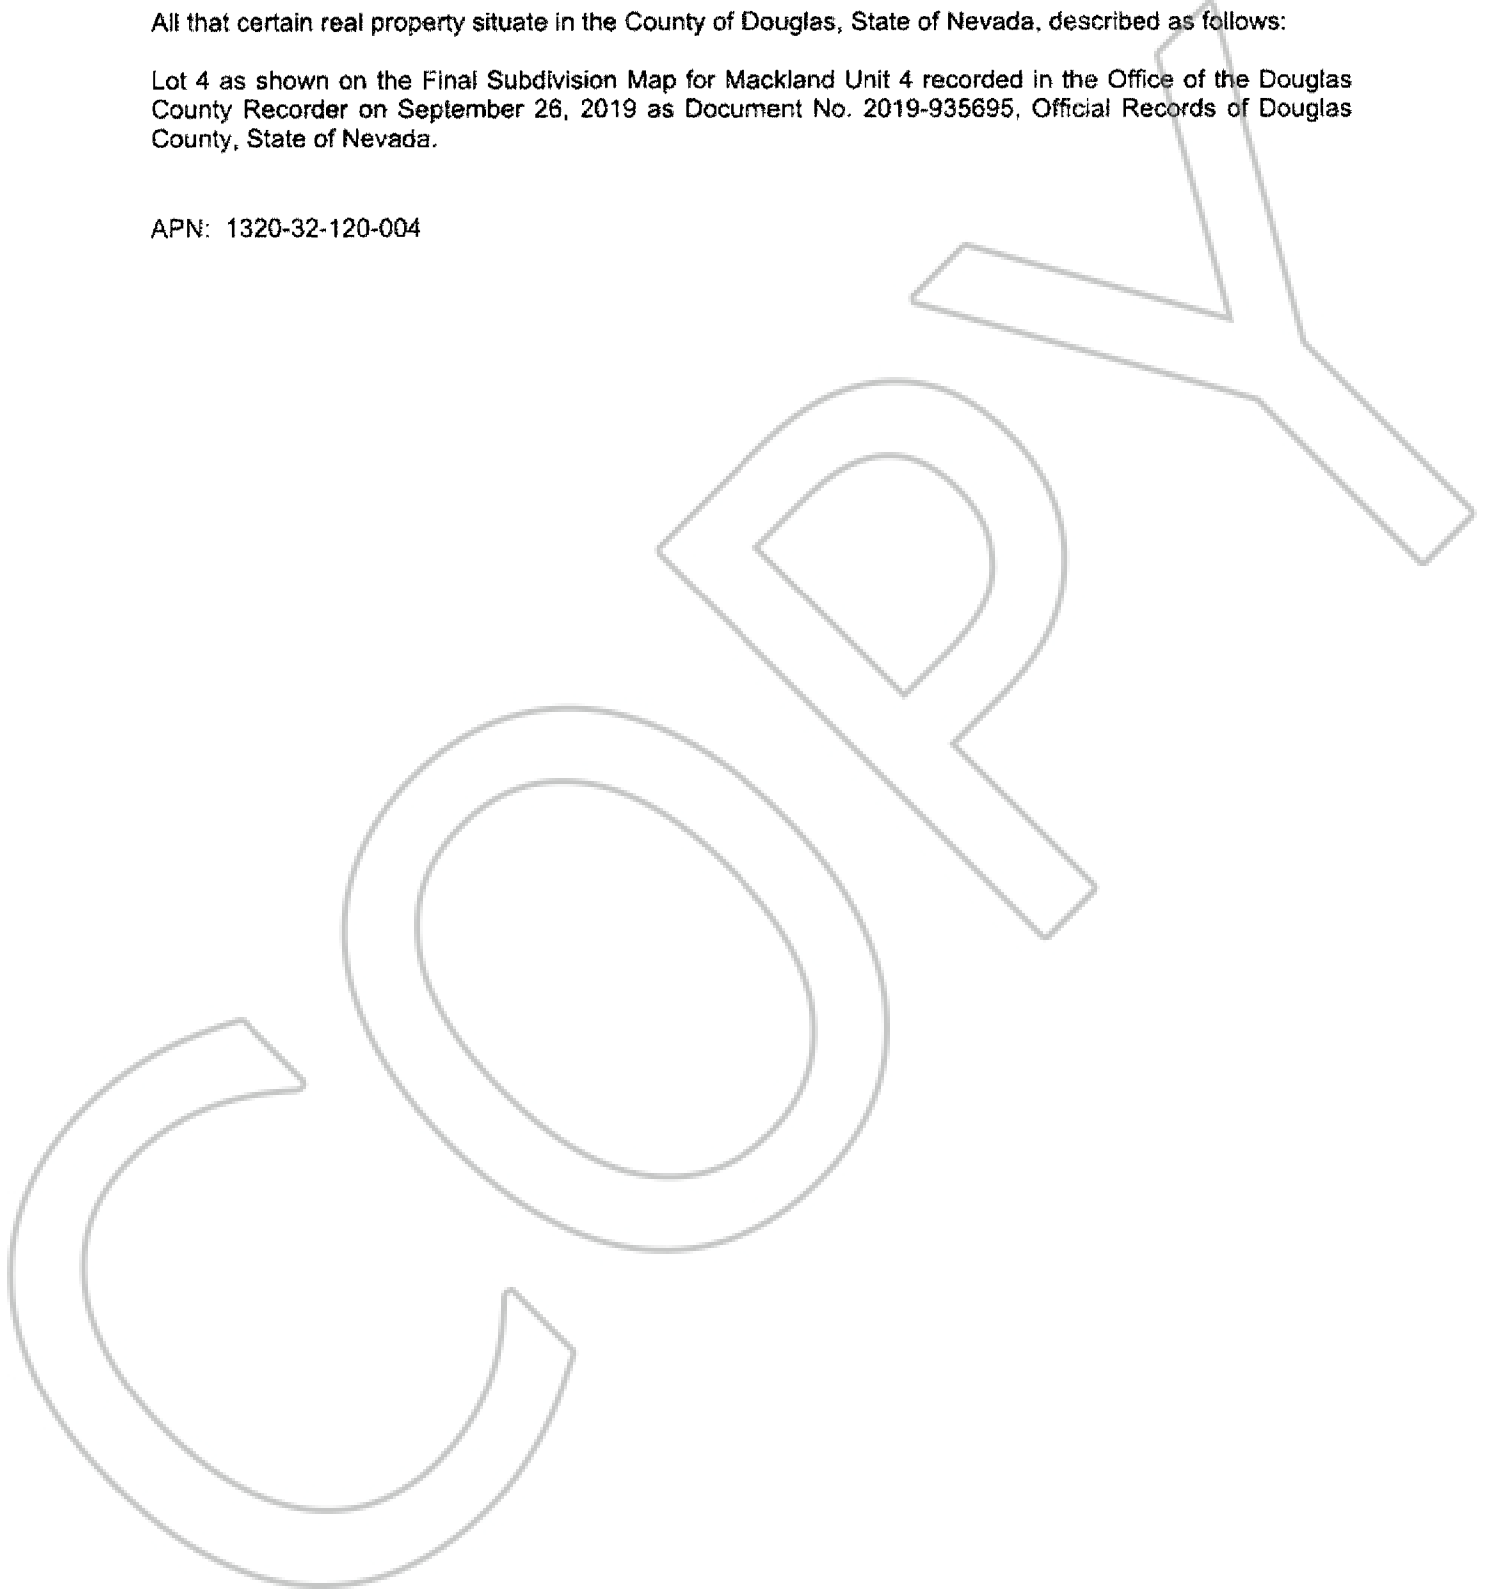 All that certain real property situate in the County of Douglas, State of Nevada, described as follows:
Lot 4 as shown on the Final Subdivision Map for Mackland Unit 4 recorded in the Office of the Douglas
County Recorder on September 26, 2019 as Document No. 2019-935695, Official Records of Douglas
County, State of Nevada.
APN: 1320-32-120-004
COPY